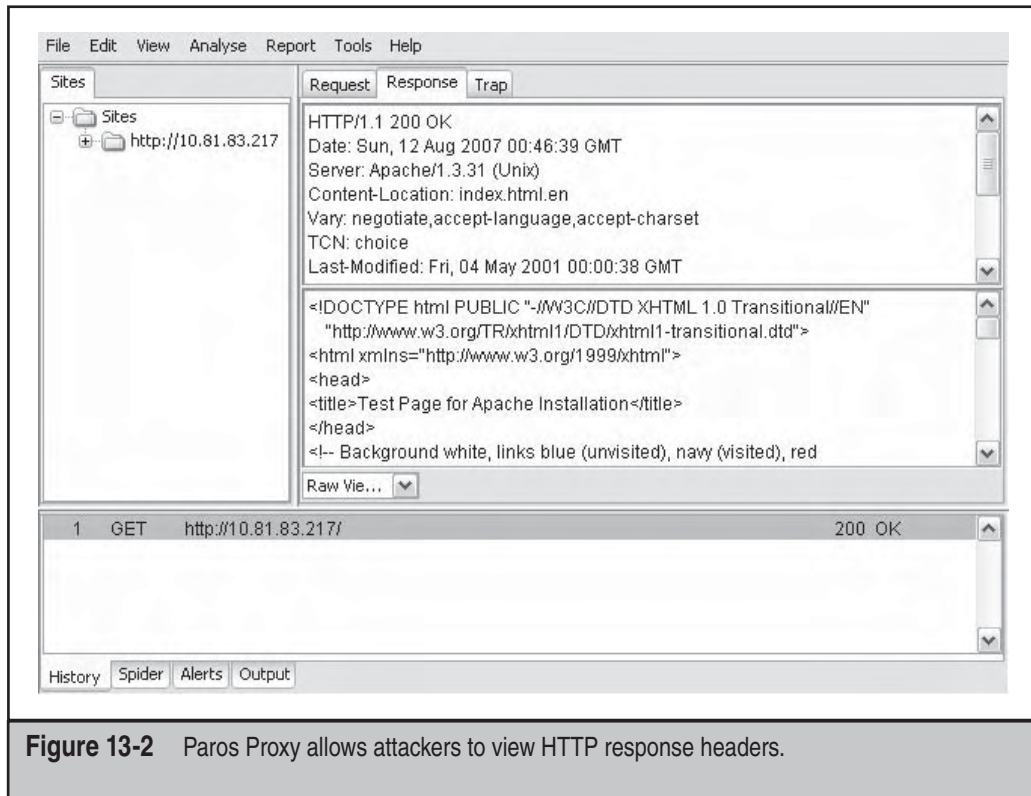 File Edit View Analyse Report Tools Help
Sites
Sites
http://10.81.83.217
Request Response Trap
HTTP/1.1 200 OK
Date: Sun, 12 Aug 2007 00:46:39 GMT
Server: Apache/1.3.31 (Unix)
Content-Location: index.html.en
Vary: negotiate,accept-language,accept-charset
TCN: choice
Last-Modified: Fri, 04 May 2001 00:00:38 GMT
<!DOCTYPE html PUBLIC "-//W3C//DTD XHTML 1.0 Transitional//EN"
"http://www.w3.org/TR/xhtml1/DTD/xhtml1-transitional.dtd">
<html xmlns="http://www.w3.org/1999/xhtml">
<head>
<title>Test Page for Apache Installation</title>
</head>
<!-- Background white, links blue (unvisited), navy (visited), red
Raw Vie...
1 GET http://10.81.83.217/ 200 OK
History Spider Alerts Output
Figure 13-2 Paros Proxy allows attackers to view HTTP response headers.